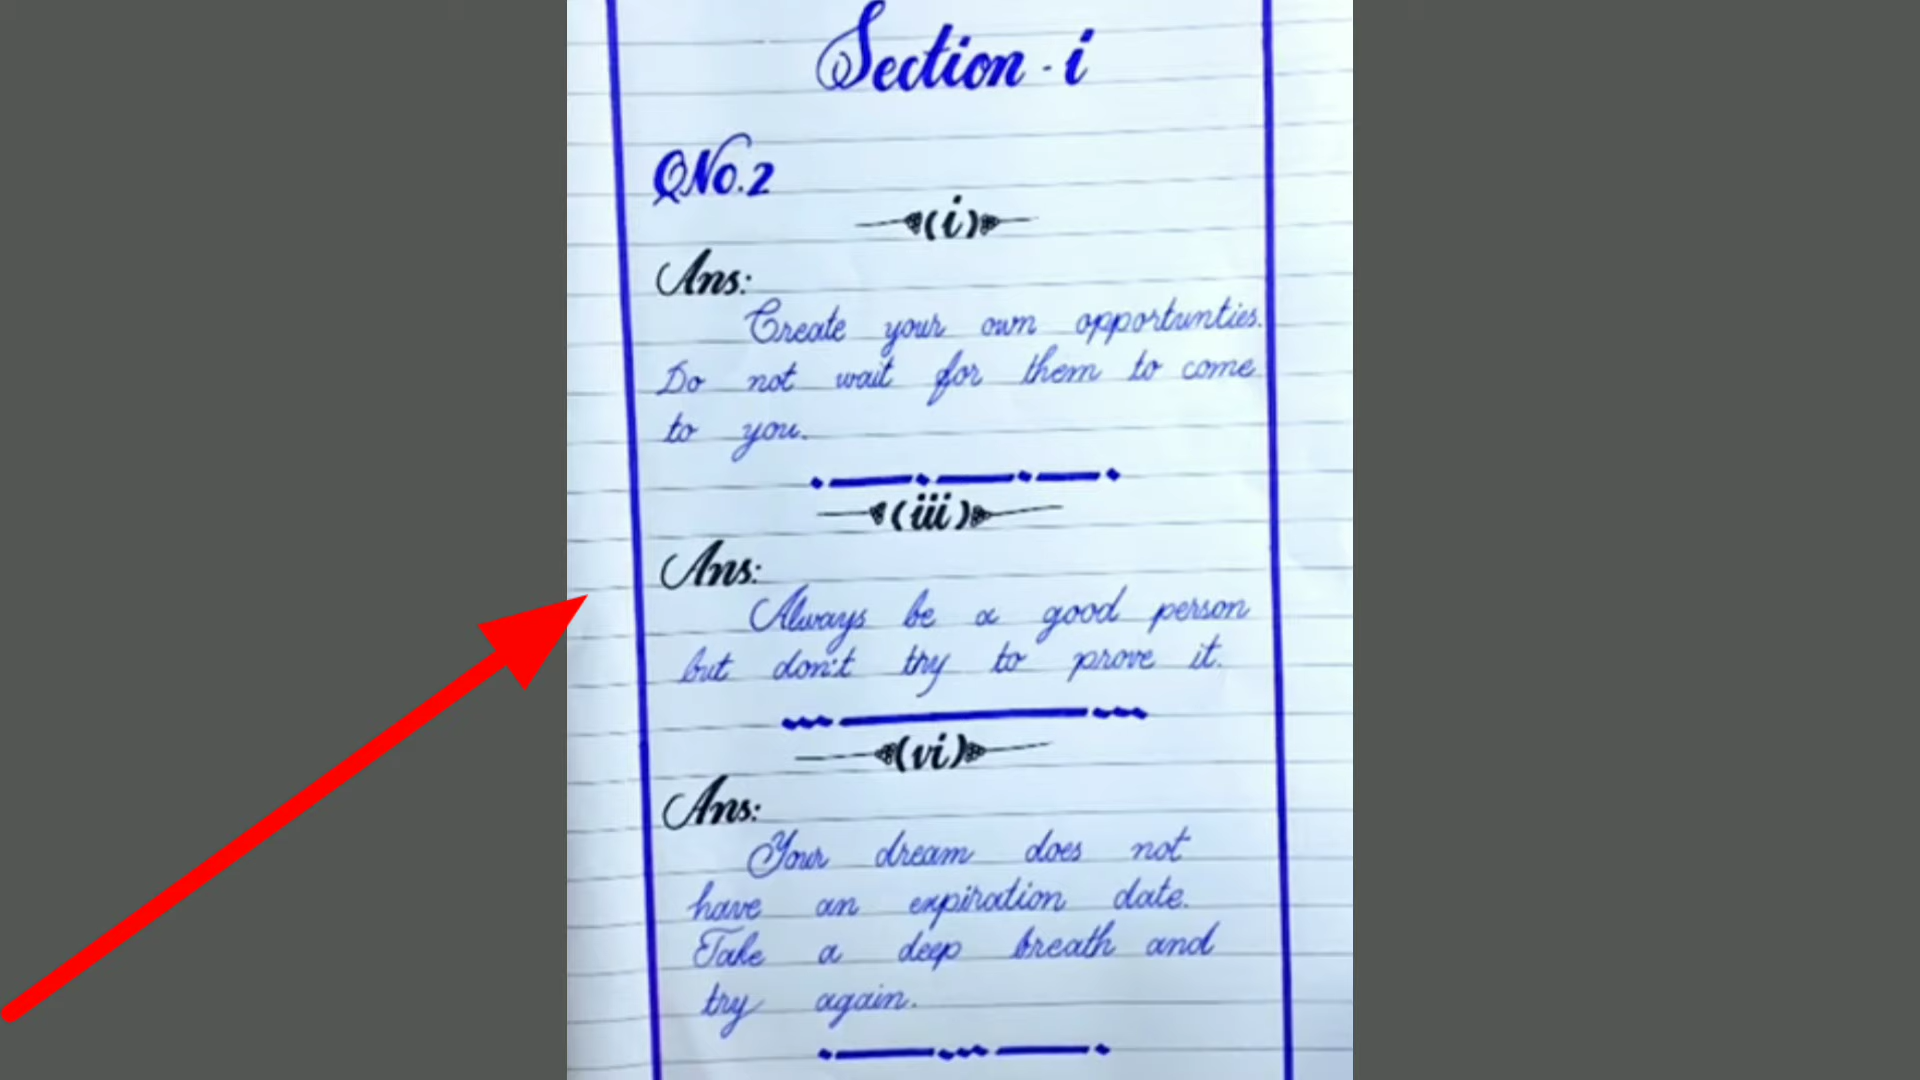 Section - i
QNo.2
(i)
Ans:
Create your own opportunties.
Do not wait for them to come
to you.
(iii)
Ans:
Always be a good person
but don't try to prove it.
(vi)
Ans:
Your dream does not
have an expiration date.
Take a deep breath and
try again.